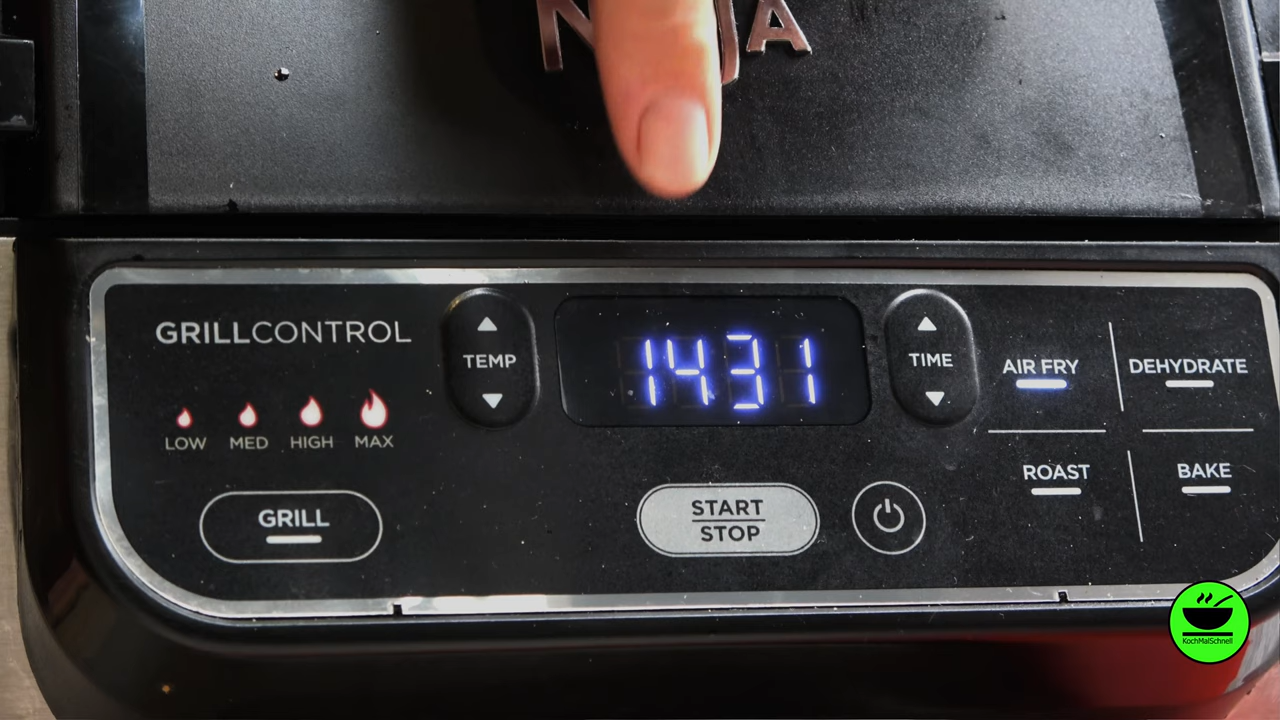 GRILLCONTROL
TEMP
1431
TIME
AIR FRY
DEHYDRATE
LOW MED HIGH MAX
ROAST
BAKE
GRILL
START
STOP
KochMalSchnell